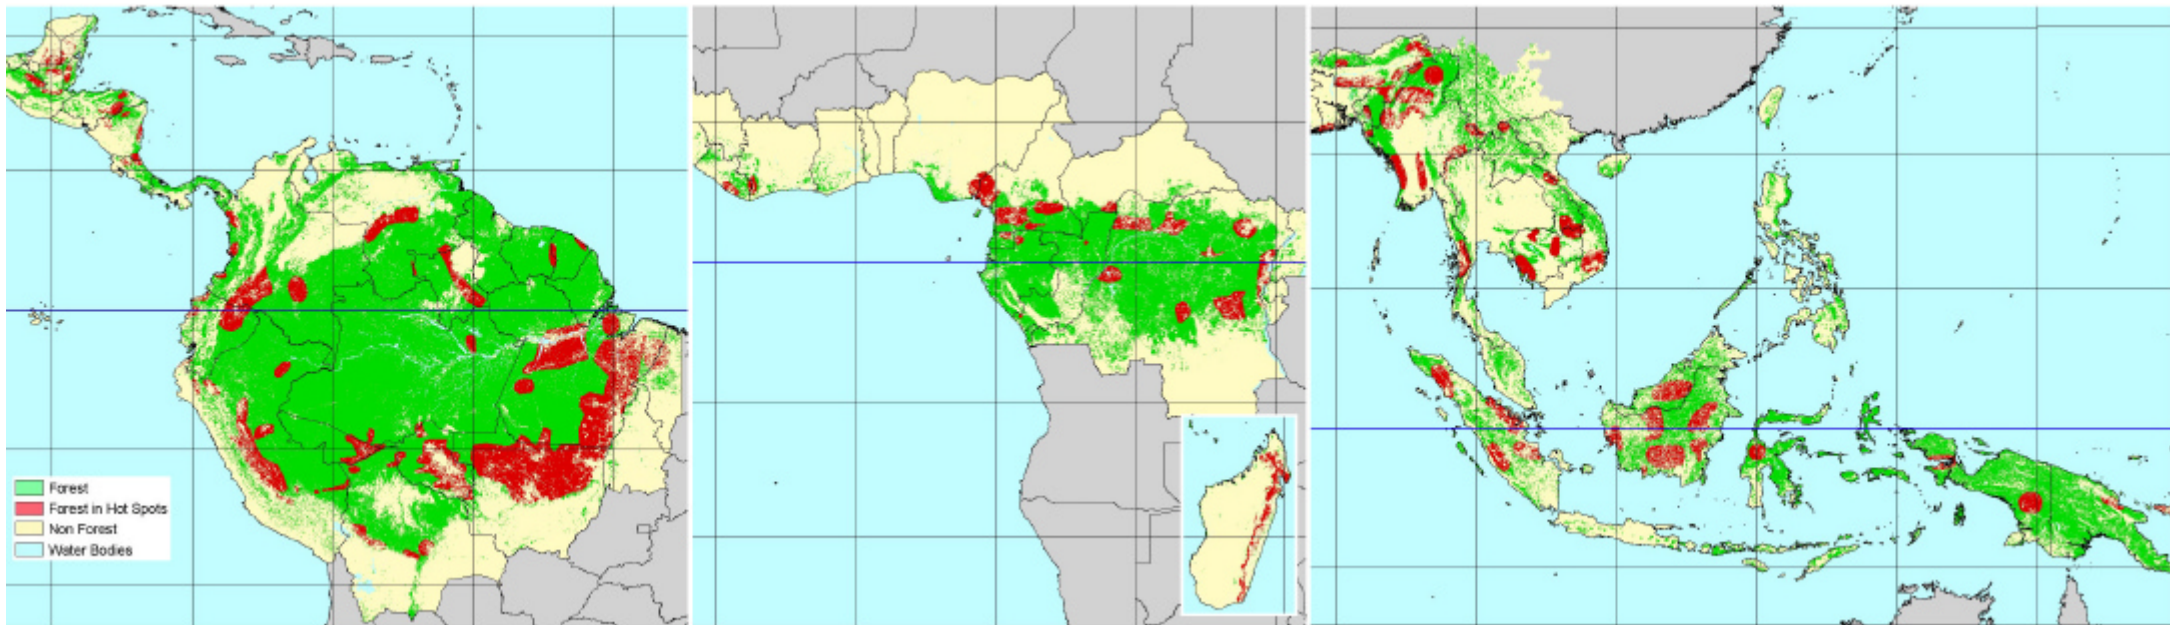 Forest
Forest in Hot Spots
Non Forest
Water Bodies